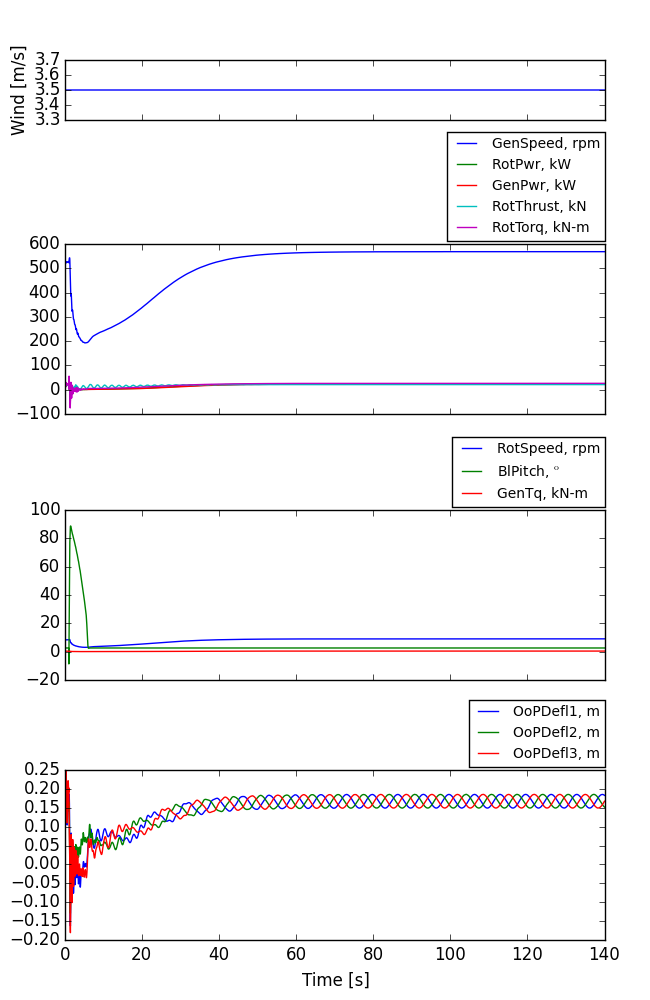 Wind [m/s]
3.7
3.6
3.5
3.4
3.3
GenSpeed, rpm
RotPwr, kW
GenPwr, kW
RotThrust, kN
RotTorq, kN-m
600
500
400
300
200
100
0
−100
RotSpeed, rpm
BlPitch, °
GenTq, kN-m
100
80
60
40
20
0
−20
OoPDefl1, m
OoPDefl2, m
OoPDefl3, m
0.25
0.20
0.15
0.10
0.05
0.00
−0.05
−0.10
−0.15
−0.20
0 20 40 60 80 100 120 140
Time [s]